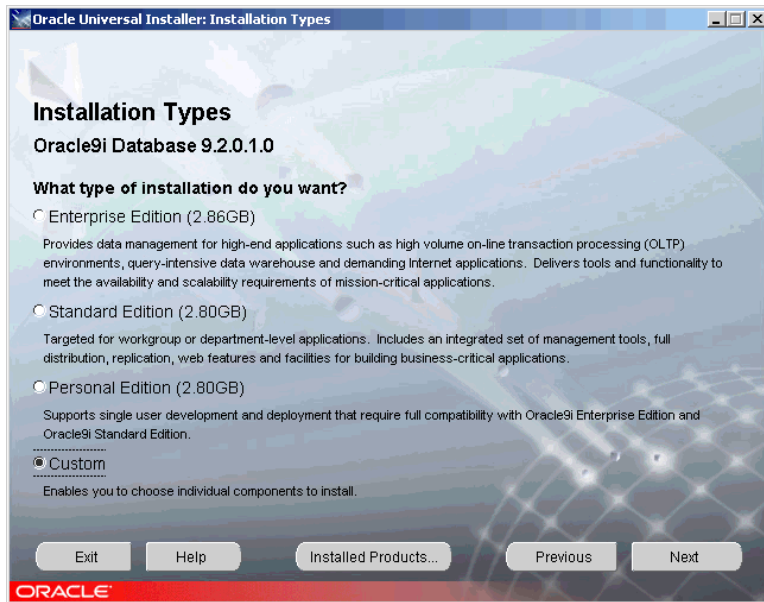 Oracle Universal Installer: Installation Types
Installation Types
Oracle9i Database 9.2.0.1.0
What type of installation do you want?
Enterprise Edition (2.86GB)
Provides data management for high-end applications such as high volume on-line transaction processing (OLTP)
environments, query-intensive data warehouse and demanding Internet applications. Delivers tools and functionality to
meet the availability and scalability requirements of mission-critical applications.
Standard Edition (2.80GB)
Targeted for workgroup or department-level applications. Includes an integrated set of management tools, full
distribution, replication, web features and facilities for building business-critical applications.
Personal Edition (2.80GB)
Supports single user development and deployment that require full compatibility with Oracle9i Enterprise Edition and
Oracle9i Standard Edition.
Custom
Enables you to choose individual components to install.
Exit Help Installed Products... Previous Next
ORACLE